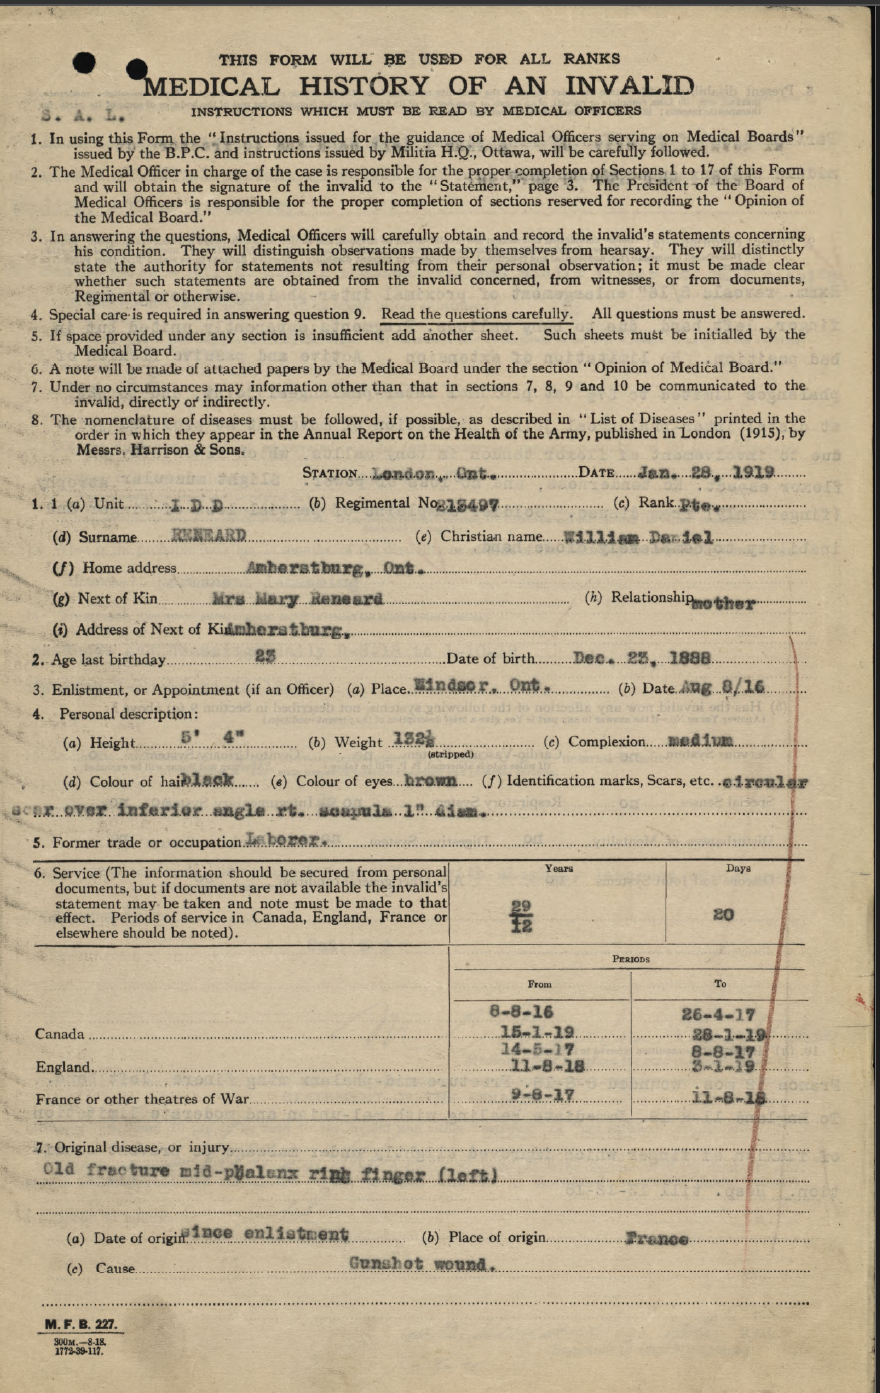 THIS FORM WILL BE USED FOR ALL RANKS
MEDICAL HISTORY OF AN INVALID
S. A. L.
INSTRUCTIONS WHICH MUST BE READ BY MEDICAL OFFICERS
1. In using this Form the "Instructions issued for the guidance of Medical Officers serving on Medical Boards"
issued by the B.P.C. and instructions issued by Militia H.Q., Ottawa, will be carefully followed.
2. The Medical Officer in charge of the case is responsible for the proper completion of Sections 1 to 17 of this Form
and will obtain the signature of the invalid to the "Statement," page 3. The President of the Board of
Medical Officers is responsible for the proper completion of sections reserved for recording the "Opinion of
the Medical Board."
3. In answering the questions, Medical Officers will carefully obtain and record the invalid's statements concerning
his condition. They will distinguish observations made by themselves from hearsay. They will distinctly
state the authority for statements not resulting from their personal observation; it must be made clear
whether such statements are obtained from the invalid concerned, from witnesses, or from documents,
Regimental or otherwise.
4. Special care is required in answering question 9. Read the questions carefully. All questions must be answered.
5. If space provided under any section is insufficient add another sheet. Such sheets must be initialled by the
Medical Board.
6. A note will be made of attached papers by the Medical Board under the section "Opinion of Medical Board."
7. Under no circumstances may information other than that in sections 7, 8, 9 and 10 be communicated to the
invalid, directly or indirectly.
8. The nomenclature of diseases must be followed, if possible, as described in "List of Diseases" printed in the
order in which they appear in the Annual Report on the Health of the Army, published in London (1915), by
Messrs. Harrison & Sons.
STATION London, Ont. DATE Jan. 28, 1919
1. 1 (a) Unit I D D (b) Regimental No. 213497 (c) Rank Pte.
(d) Surname RENEARD (e) Christian name William Daniel
(f) Home address Amherstburg, Ont.
(g) Next of Kin Mrs Mary Reneard (h) Relationship mother
(i) Address of Next of Kin Amherstburg,
2. Age last birthday 23 Date of birth Dec. 23, 1888
3. Enlistment, or Appointment (if an Officer) (a) Place Windsor. Ont. (b) Date Aug 8/16
4. Personal description:
(a) Height 5' 4" (b) Weight 132½ (c) Complexion medium
(stripped)
(d) Colour of hair black (e) Colour of eyes brown (f) Identification marks, Scars, etc. circular
scar over inferior angle rt. scapula 1" diam.
5. Former trade or occupation Laborer.
6. Service (The information should be secured from personal
documents, but if documents are not available the invalid's
statement may be taken and note must be made to that
effect. Periods of service in Canada, England, France or
elsewhere should be noted).
Years Days
29/12 20
PERIODS
From To
8-8-16 26-4-17
Canada 15-1-19 28-1-19
14-5-17 8-8-17
England 11-8-18 3-1-19
France or other theatres of War 9-8-17 11-8-18
7. Original disease, or injury
Old fracture mid-phalanx ring finger (left)
(a) Date of origin since enlistment (b) Place of origin France
(c) Cause Gunshot wound.
M. F. B. 227.
300M.—8-18.
1772-39-117.